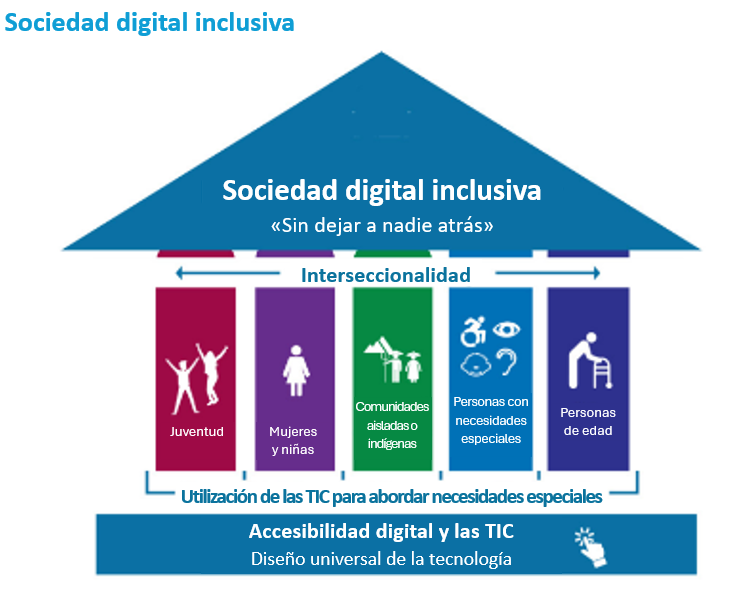 Sociedad digital inclusiva
Sociedad digital inclusiva
«Sin dejar a nadie atrás»
Interseccionalidad
Juventud
Mujeres
y niñas
Comunidades
aisladas o
indígenas
Personas con
necesidades
especiales
Personas
de edad
Utilización de las TIC para abordar necesidades especiales
Accesibilidad digital y las TIC
Diseño universal de la tecnología